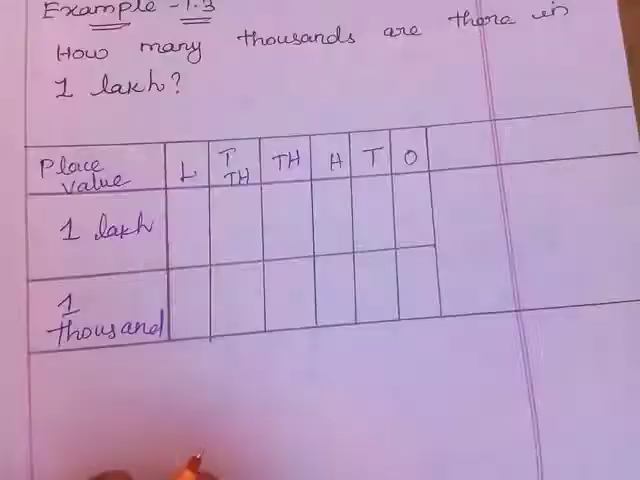 Example -1.3
How many thousands are there in
1 lakh?
Place value L T TH TH H T O
1 lakh
1 thousand